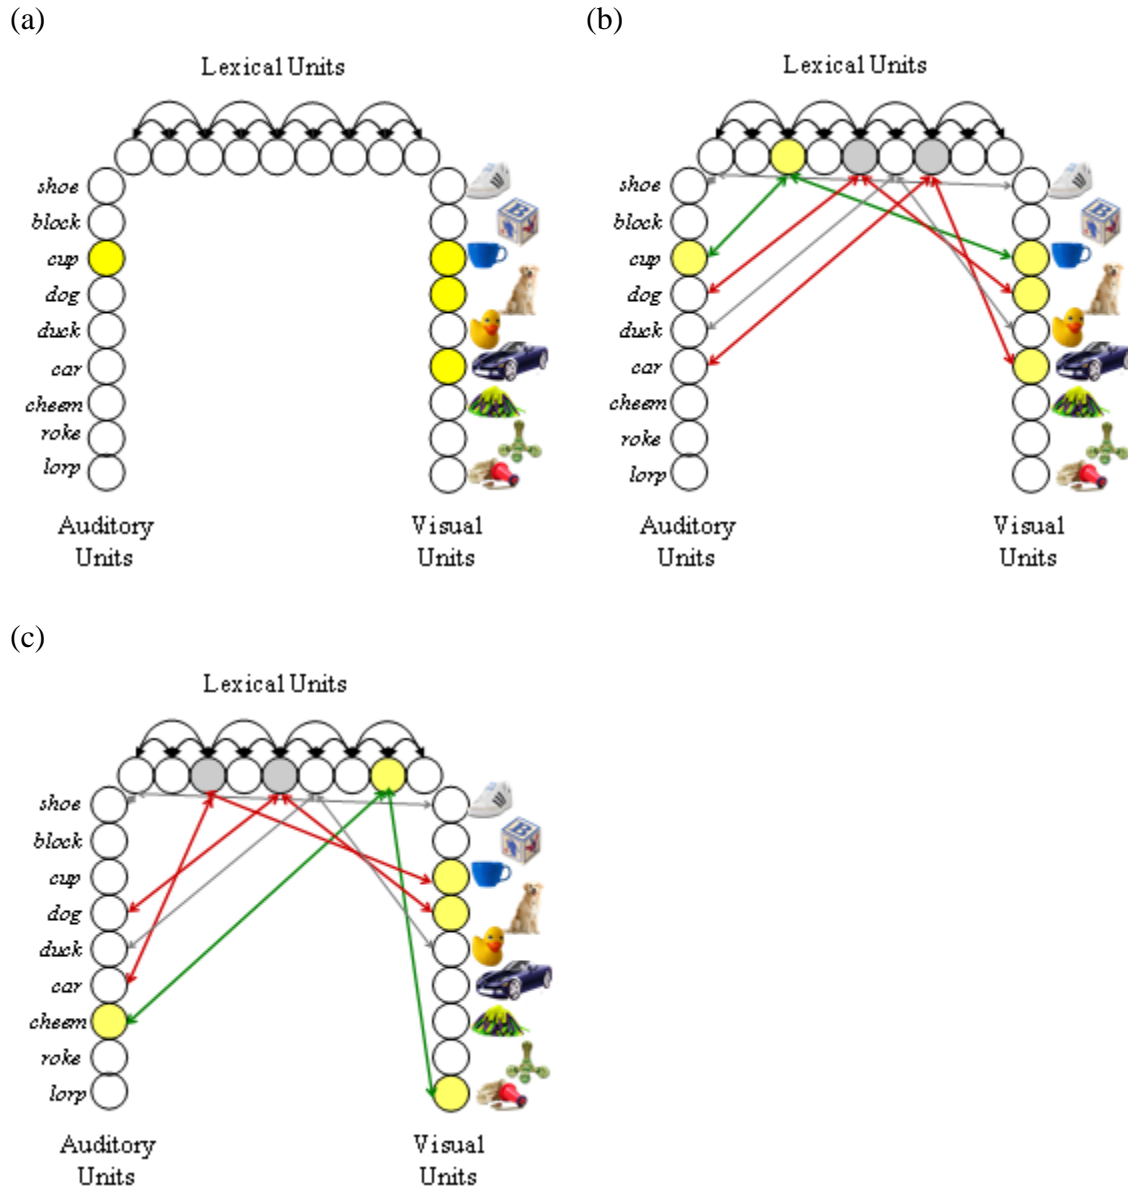 (a)
Lexical Units
shoe
block
cup
dog
duck
car
cheem
roke
lorp
Auditory
Units
Visual
Units
(b)
Lexical Units
shoe
block
cup
dog
duck
car
cheem
roke
lorp
Auditory
Units
Visual
Units
(c)
Lexical Units
shoe
block
cup
dog
duck
car
cheem
roke
lorp
Auditory
Units
Visual
Units